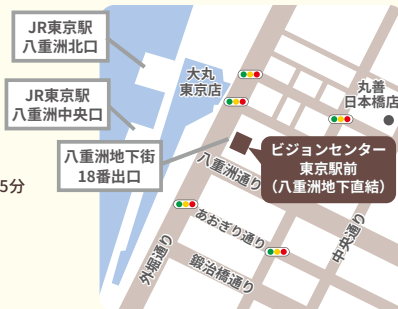 JR東京駅
八重洲北口
JR東京駅
八重洲中央口
八重洲地下街
18番出口
5分
大丸
東京店
丸善
日本橋店
ビジョンセンター
東京駅前
(八重洲地下直結)
八重洲通り
あおぎり通り
鍛治橋通り
外堀通り
中央通り